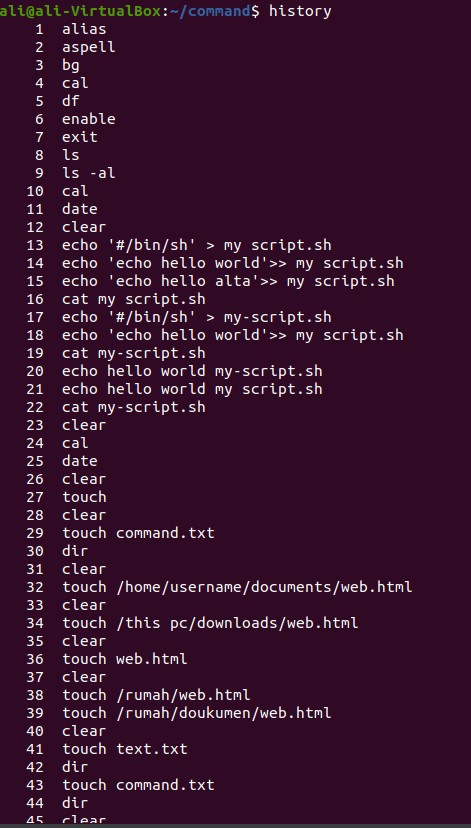 ali@ali-VirtualBox:~/command$ history
1 alias
2 aspell
3 bg
4 cal
5 df
6 enable
7 exit
8 ls
9 ls -al
10 cal
11 date
12 clear
13 echo '#/bin/sh' > my script.sh
14 echo 'echo hello world'>> my script.sh
15 echo 'echo hello alta'>> my script.sh
16 cat my script.sh
17 echo '#/bin/sh' > my-script.sh
18 echo 'echo hello world'>> my script.sh
19 cat my-script.sh
20 echo hello world my-script.sh
21 echo hello world my script.sh
22 cat my-script.sh
23 clear
24 cal
25 date
26 clear
27 touch
28 clear
29 touch command.txt
30 dir
31 clear
32 touch /home/username/documents/web.html
33 clear
34 touch /this pc/downloads/web.html
35 clear
36 touch web.html
37 clear
38 touch /rumah/web.html
39 touch /rumah/doukumen/web.html
40 clear
41 touch text.txt
42 dir
43 touch command.txt
44 dir
45 clear